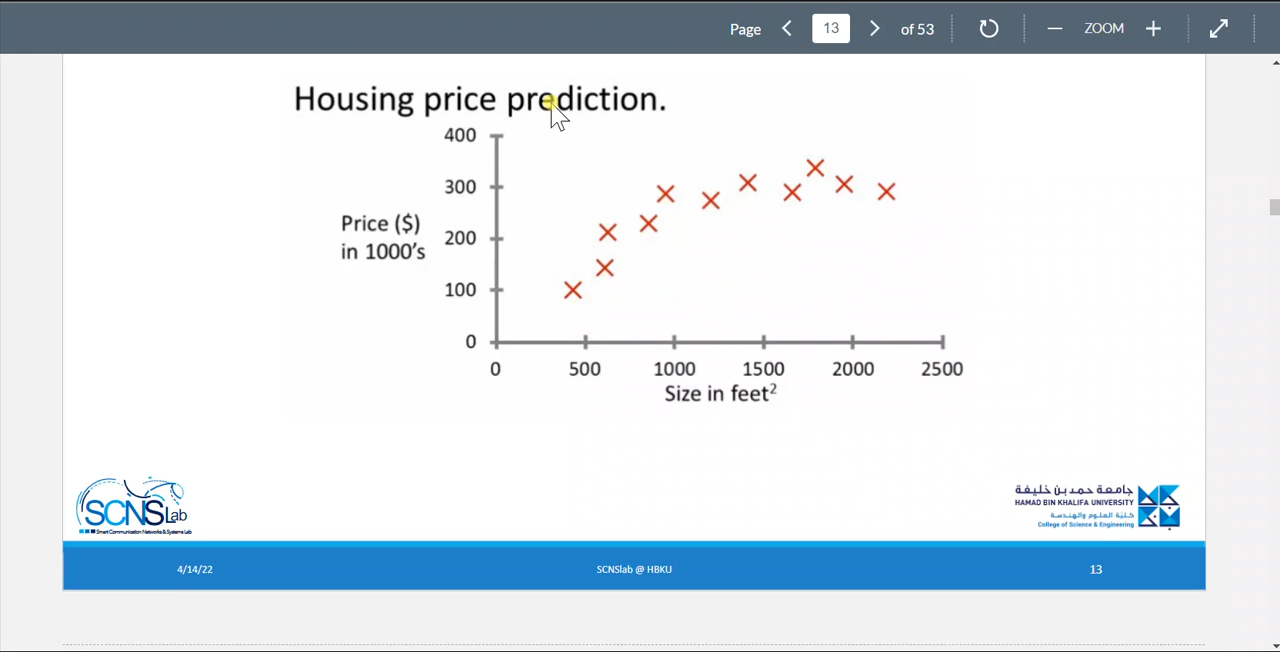 Page 13 of 53 ZOOM
Housing price prediction.
400
300
200
100
0
Price ($)
in 1000's
0 500 1000 1500 2000 2500
Size in feet²
SCNSLab
Smart Communication Networks & Systems Lab
جامعة حمد بن خليفة
HAMAD BIN KHALIFA UNIVERSITY
كلية العلوم والهندسة
College of Science & Engineering
4/14/22 SCNSlab @ HBKU 13